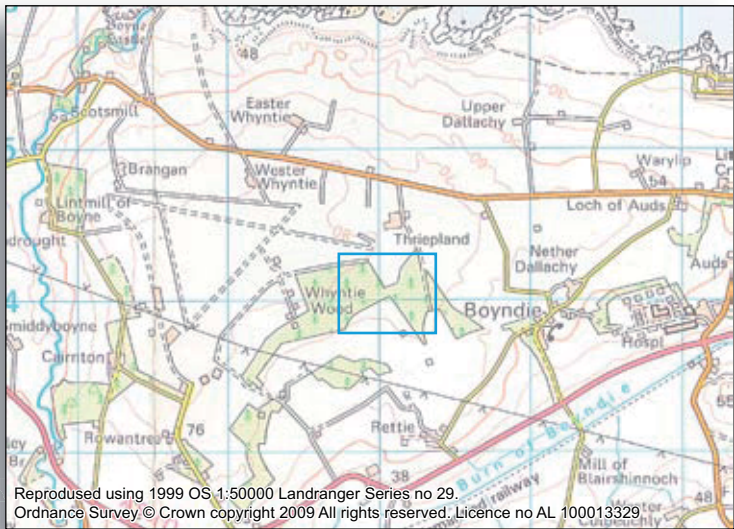 48
Easter
Whyntie
Upper
Dallachy
Scotsmill
Brangan
Wester
Whyntie
Warylip
54
Lintmill of
Boyne
Loch of Auds
Thriepland
Nether
Dallachy
Auds
Whyntie
Wood
Boyndie
Hospl
Cairnton
Rowantree
76
Rettie
Burn of Boyndie
38
Mill of
Blairshinnoch
48
Reprodused using 1999 OS 1:50000 Landranger Series no 29.
Ordnance Survey © Crown copyright 2009 All rights reserved. Licence no AL 100013329